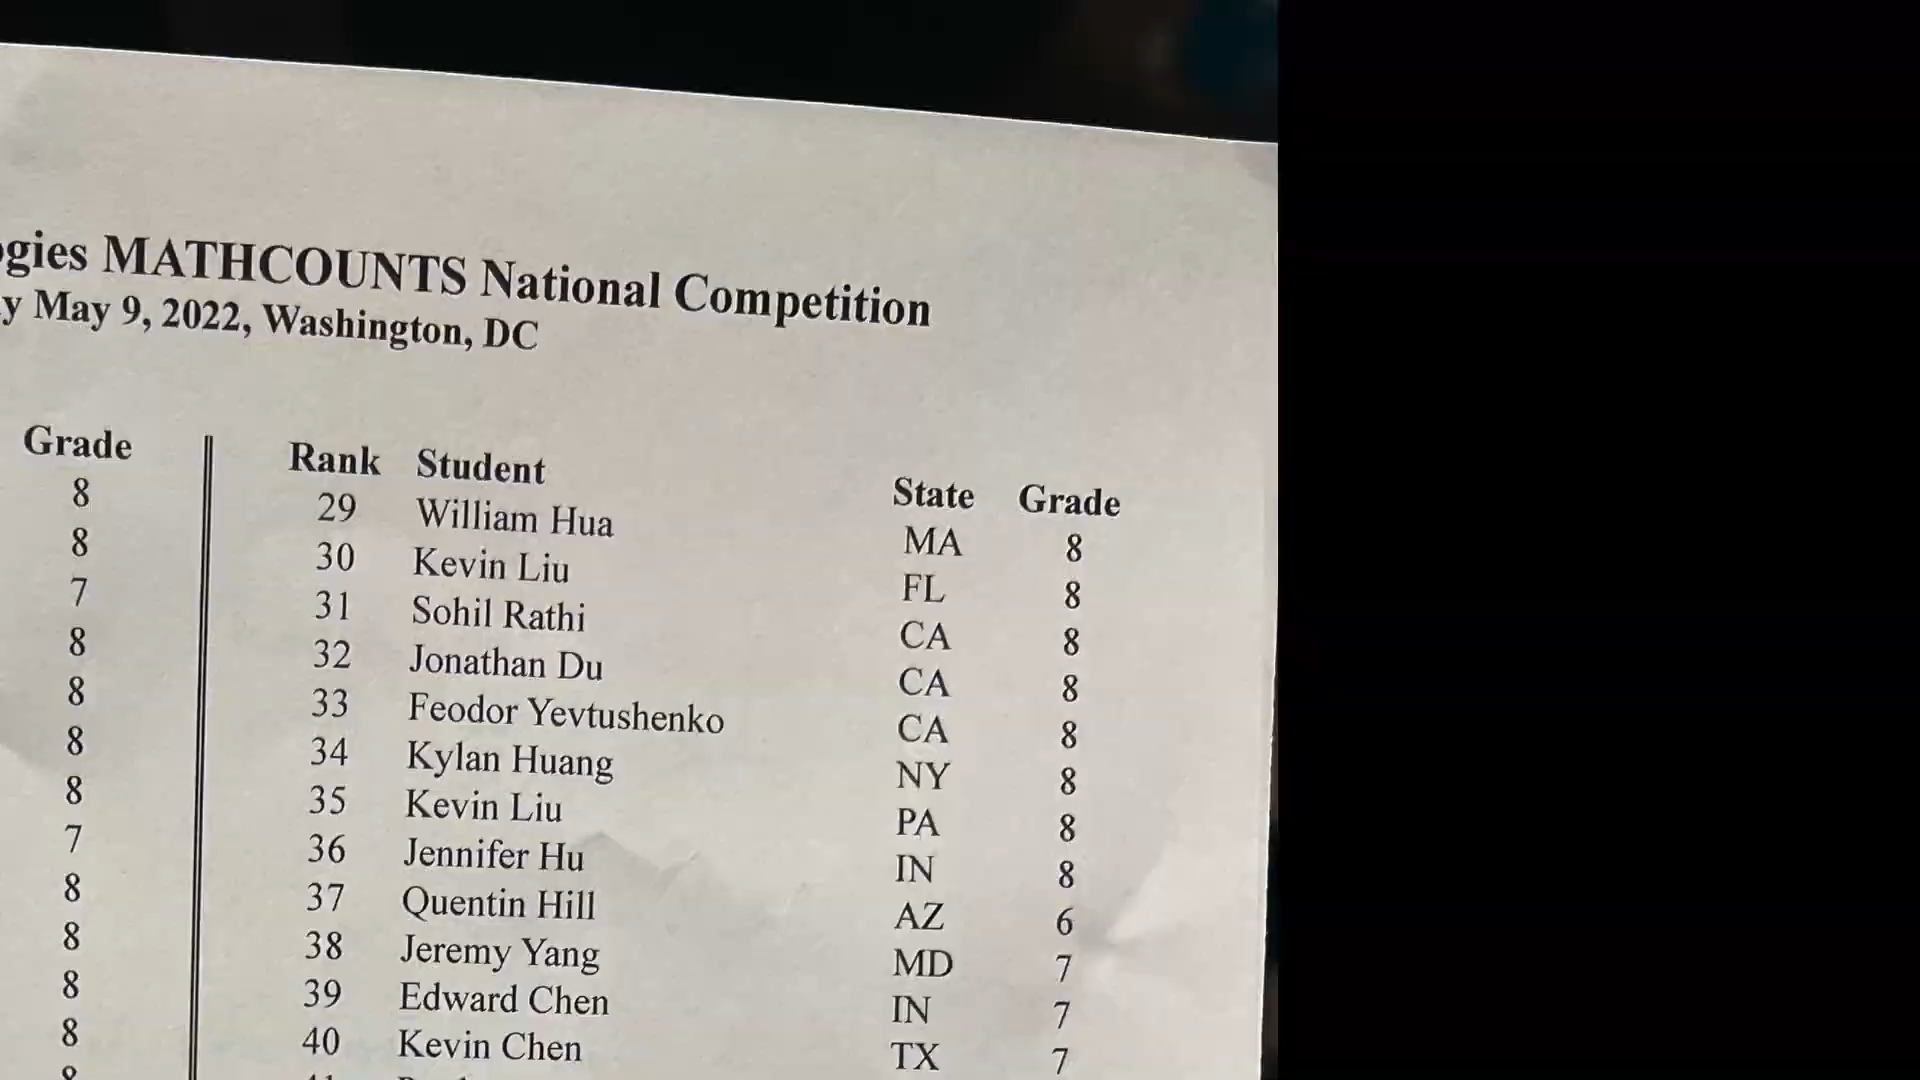 gies MATHCOUNTS National Competition
y May 9, 2022, Washington, DC
Grade Rank Student State Grade
8 29 William Hua MA 8
8 30 Kevin Liu FL 8
7 31 Sohil Rathi CA 8
8 32 Jonathan Du CA 8
8 33 Feodor Yevtushenko CA 8
8 34 Kylan Huang NY 8
8 35 Kevin Liu PA 8
7 36 Jennifer Hu IN 8
8 37 Quentin Hill AZ 6
8 38 Jeremy Yang MD 7
8 39 Edward Chen IN 7
8 40 Kevin Chen TX 7